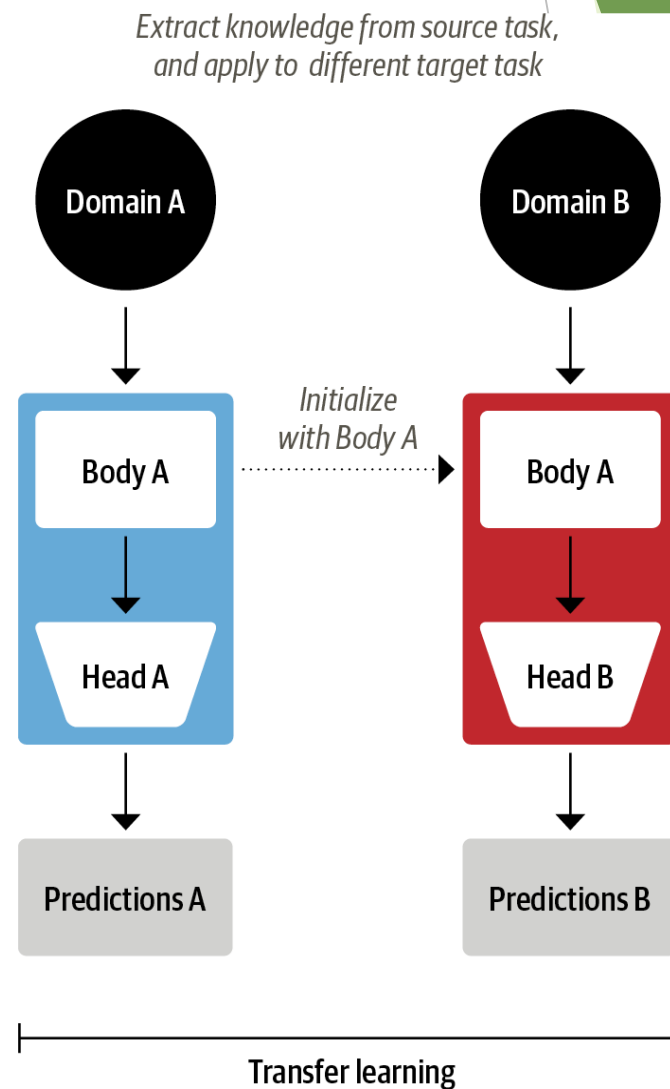 Extract knowledge from source task,
and apply to different target task
Domain A
Domain B
Initialize
with Body A
Body A
Body A
Head A
Head B
Predictions A
Predictions B
Transfer learning